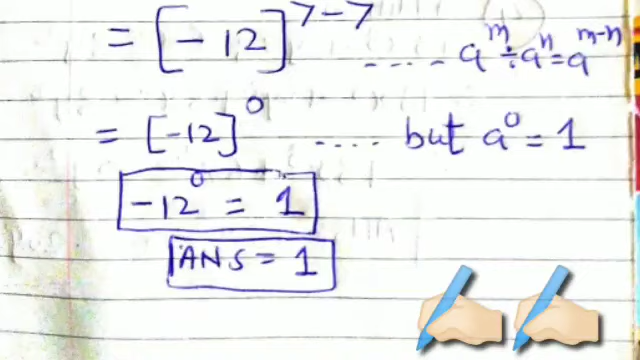 = [-12]^7-7 ..... a^m ÷ a^n = a^m-n
= [-12]^0 .... but a^0 = 1
-12^0 = 1
ANS = 1